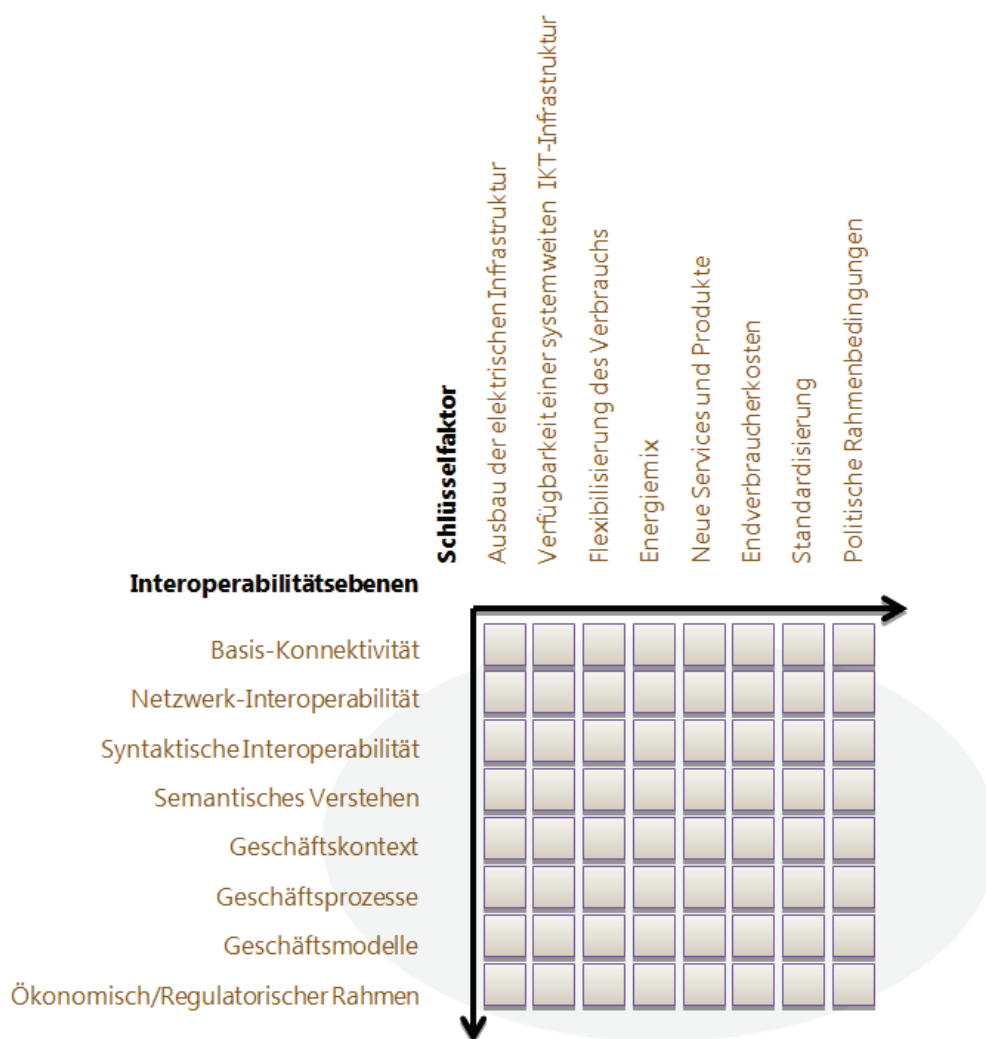 Schlüsselfaktor
Ausbau der elektrischen Infrastruktur
Verfügbarkeit einer systemweiten IKT-Infrastruktur
Flexibilisierung des Verbrauchs
Energiemix
Neue Services und Produkte
Endverbraucherkosten
Standardisierung
Politische Rahmenbedingungen
Interoperabilitätsebenen
Basis-Konnektivität
Netzwerk-Interoperabilität
Syntaktische Interoperabilität
Semantisches Verstehen
Geschäftskontext
Geschäftsprozesse
Geschäftsmodelle
Ökonomisch/Regulatorischer Rahmen